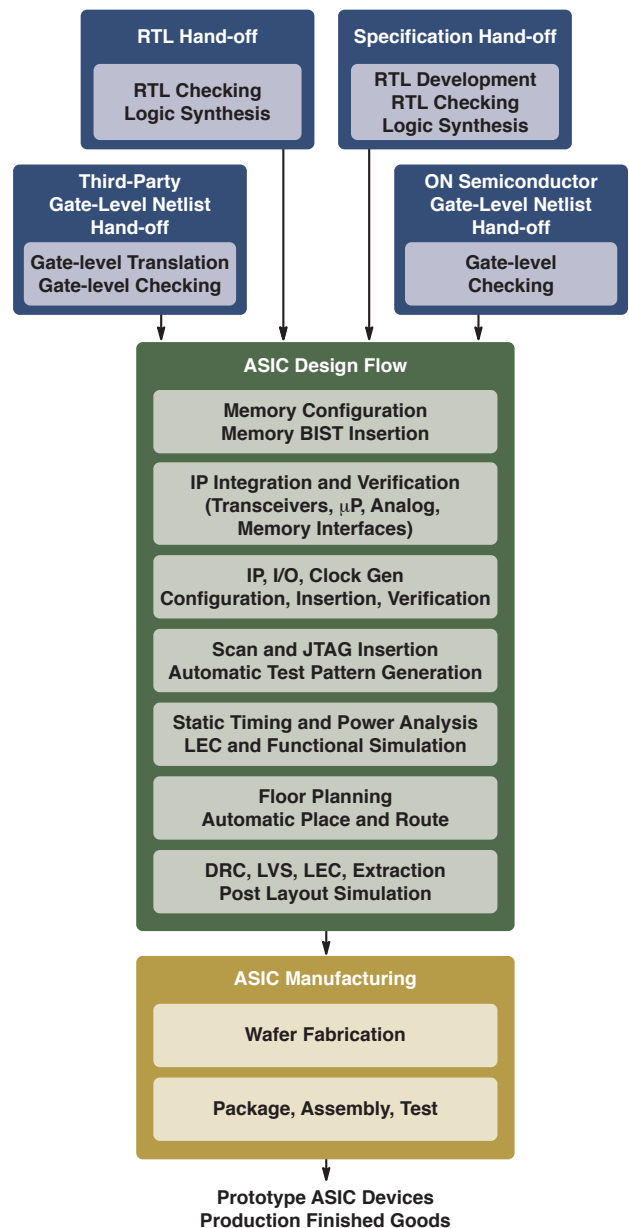 RTL Hand-off
RTL Checking
Logic Synthesis
Specification Hand-off
RTL Development
RTL Checking
Logic Synthesis
Third-Party
Gate-Level Netlist
Hand-off
Gate-level Translation
Gate-level Checking
ON Semiconductor
Gate-Level Netlist
Hand-off
Gate-level
Checking
ASIC Design Flow
Memory Configuration
Memory BIST Insertion
IP Integration and Verification
(Transceivers, μP, Analog,
Memory Interfaces)
IP, I/O, Clock Gen
Configuration, Insertion, Verification
Scan and JTAG Insertion
Automatic Test Pattern Generation
Static Timing and Power Analysis
LEC and Functional Simulation
Floor Planning
Automatic Place and Route
DRC, LVS, LEC, Extraction
Post Layout Simulation
ASIC Manufacturing
Wafer Fabrication
Package, Assembly, Test
Prototype ASIC Devices
Production Finished Goods